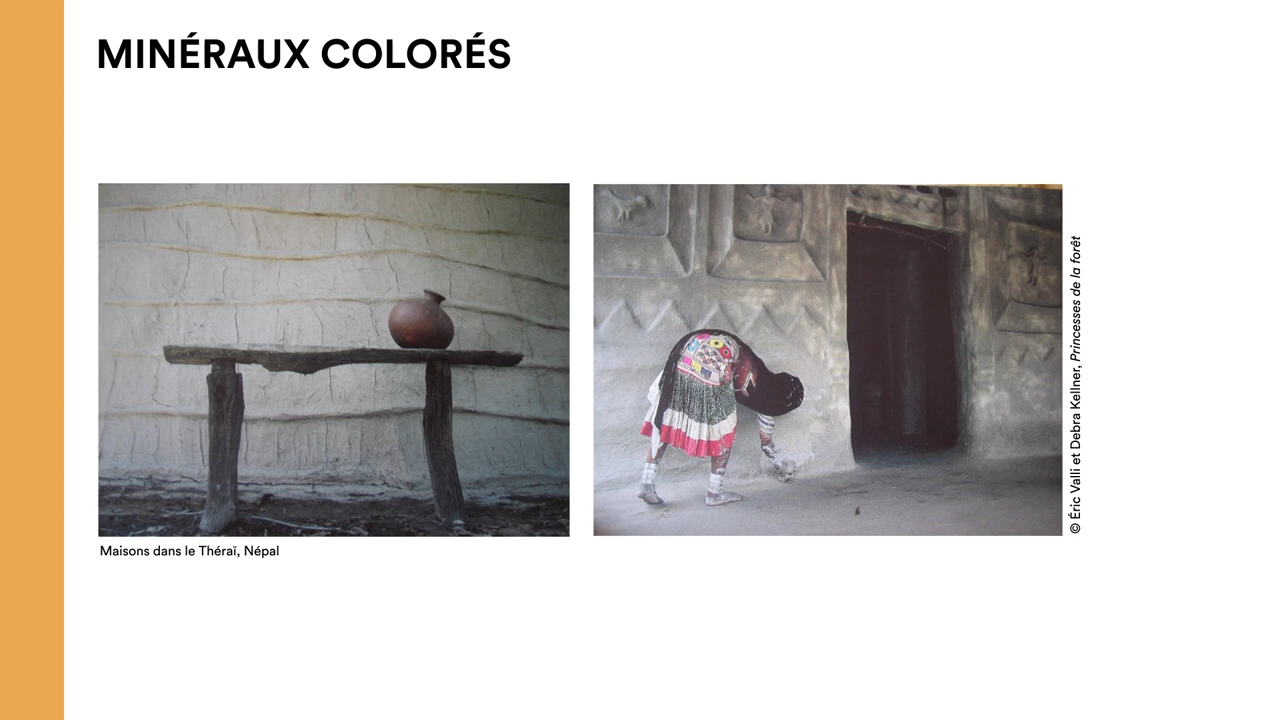 MINÉRAUX COLORÉS
Maisons dans le Théraï, Népal
© Éric Valli et Debra Kellner, Princesses de la forêt